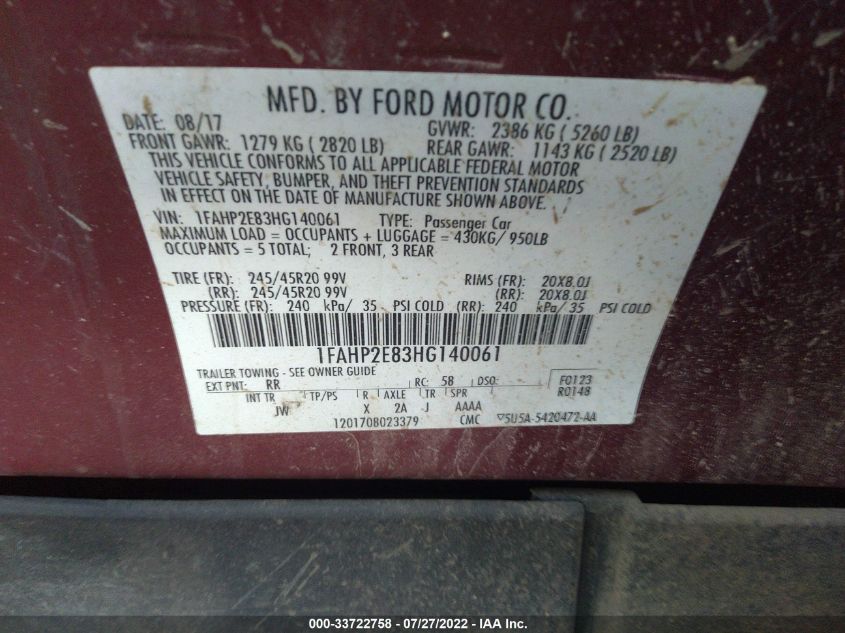 MFD. BY FORD MOTOR CO.
DATE: 08/17 GVWR: 2386 KG ( 5260 LB)
FRONT GAWR: 1279 KG ( 2820 LB) REAR GAWR: 1143 KG ( 2520 LB)
THIS VEHICLE CONFORMS TO ALL APPLICABLE FEDERAL MOTOR
VEHICLE SAFETY, BUMPER, AND THEFT PREVENTION STANDARDS
IN EFFECT ON THE DATE OF MANUFACTURE SHOWN ABOVE.
VIN: 1FAHP2E83HG140061 TYPE: Passenger Car
MAXIMUM LOAD = OCCUPANTS + LUGGAGE = 430KG/ 950LB
OCCUPANTS = 5 TOTAL; 2 FRONT, 3 REAR
TIRE (FR): 245/45R20 99V RIMS (FR): 20X8.0J
(RR): 245/45R20 99V (RR): 20X8.0J
PRESSURE (FR): 240 kPa/ 35 PSI COLD (RR): 240 kPa/ 35 PSI COLD
1FAHP2E83HG140061
TRAILER TOWING - SEE OWNER GUIDE
EXT PNT: RR RC: 58 DSO: F0123
INT TR TP/PS R AXLE TR SPR R0148
JW X 2A J AAAA
12017080​23379 CMC ▽5U5A-5420472-AA
000-33722758 - 07/27/2022 - IAA Inc.